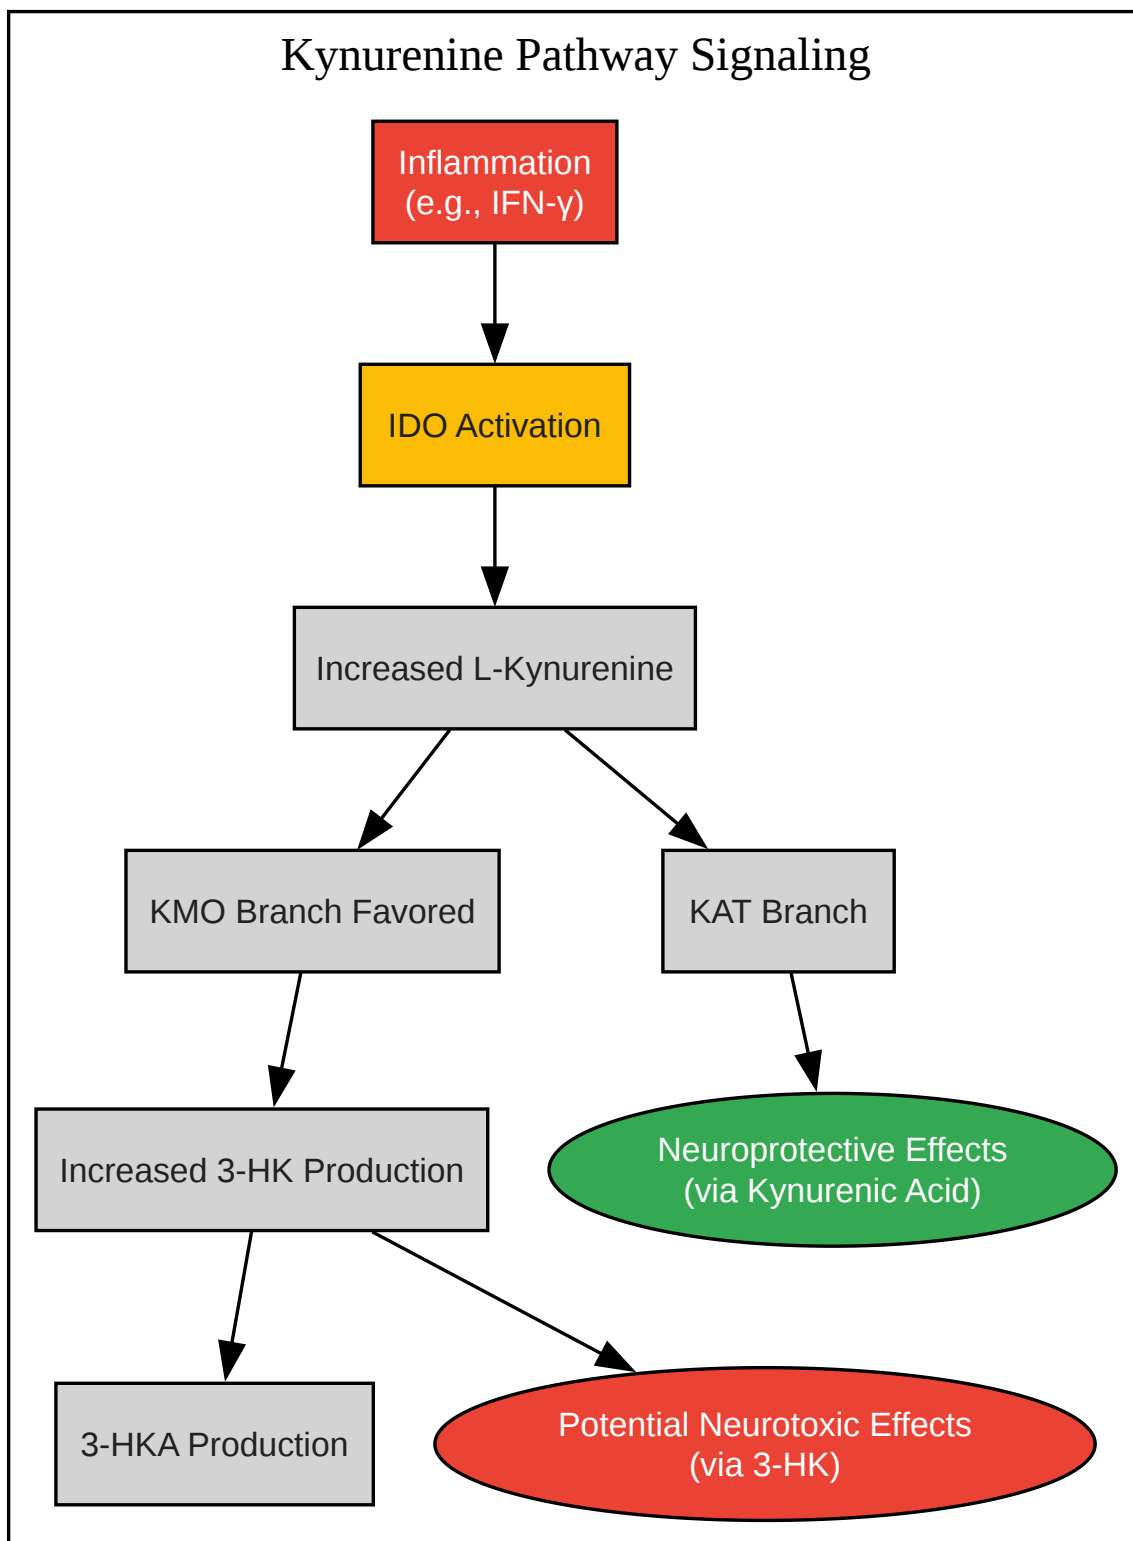 Kynurenine Pathway Signaling
Inflammation
(e.g., IFN-γ)
IDO Activation
Increased L-Kynurenine
KMO Branch Favored
KAT Branch
Increased 3-HK Production
Neuroprotective Effects
(via Kynurenic Acid)
3-HKA Production
Potential Neurotoxic Effects
(via 3-HK)